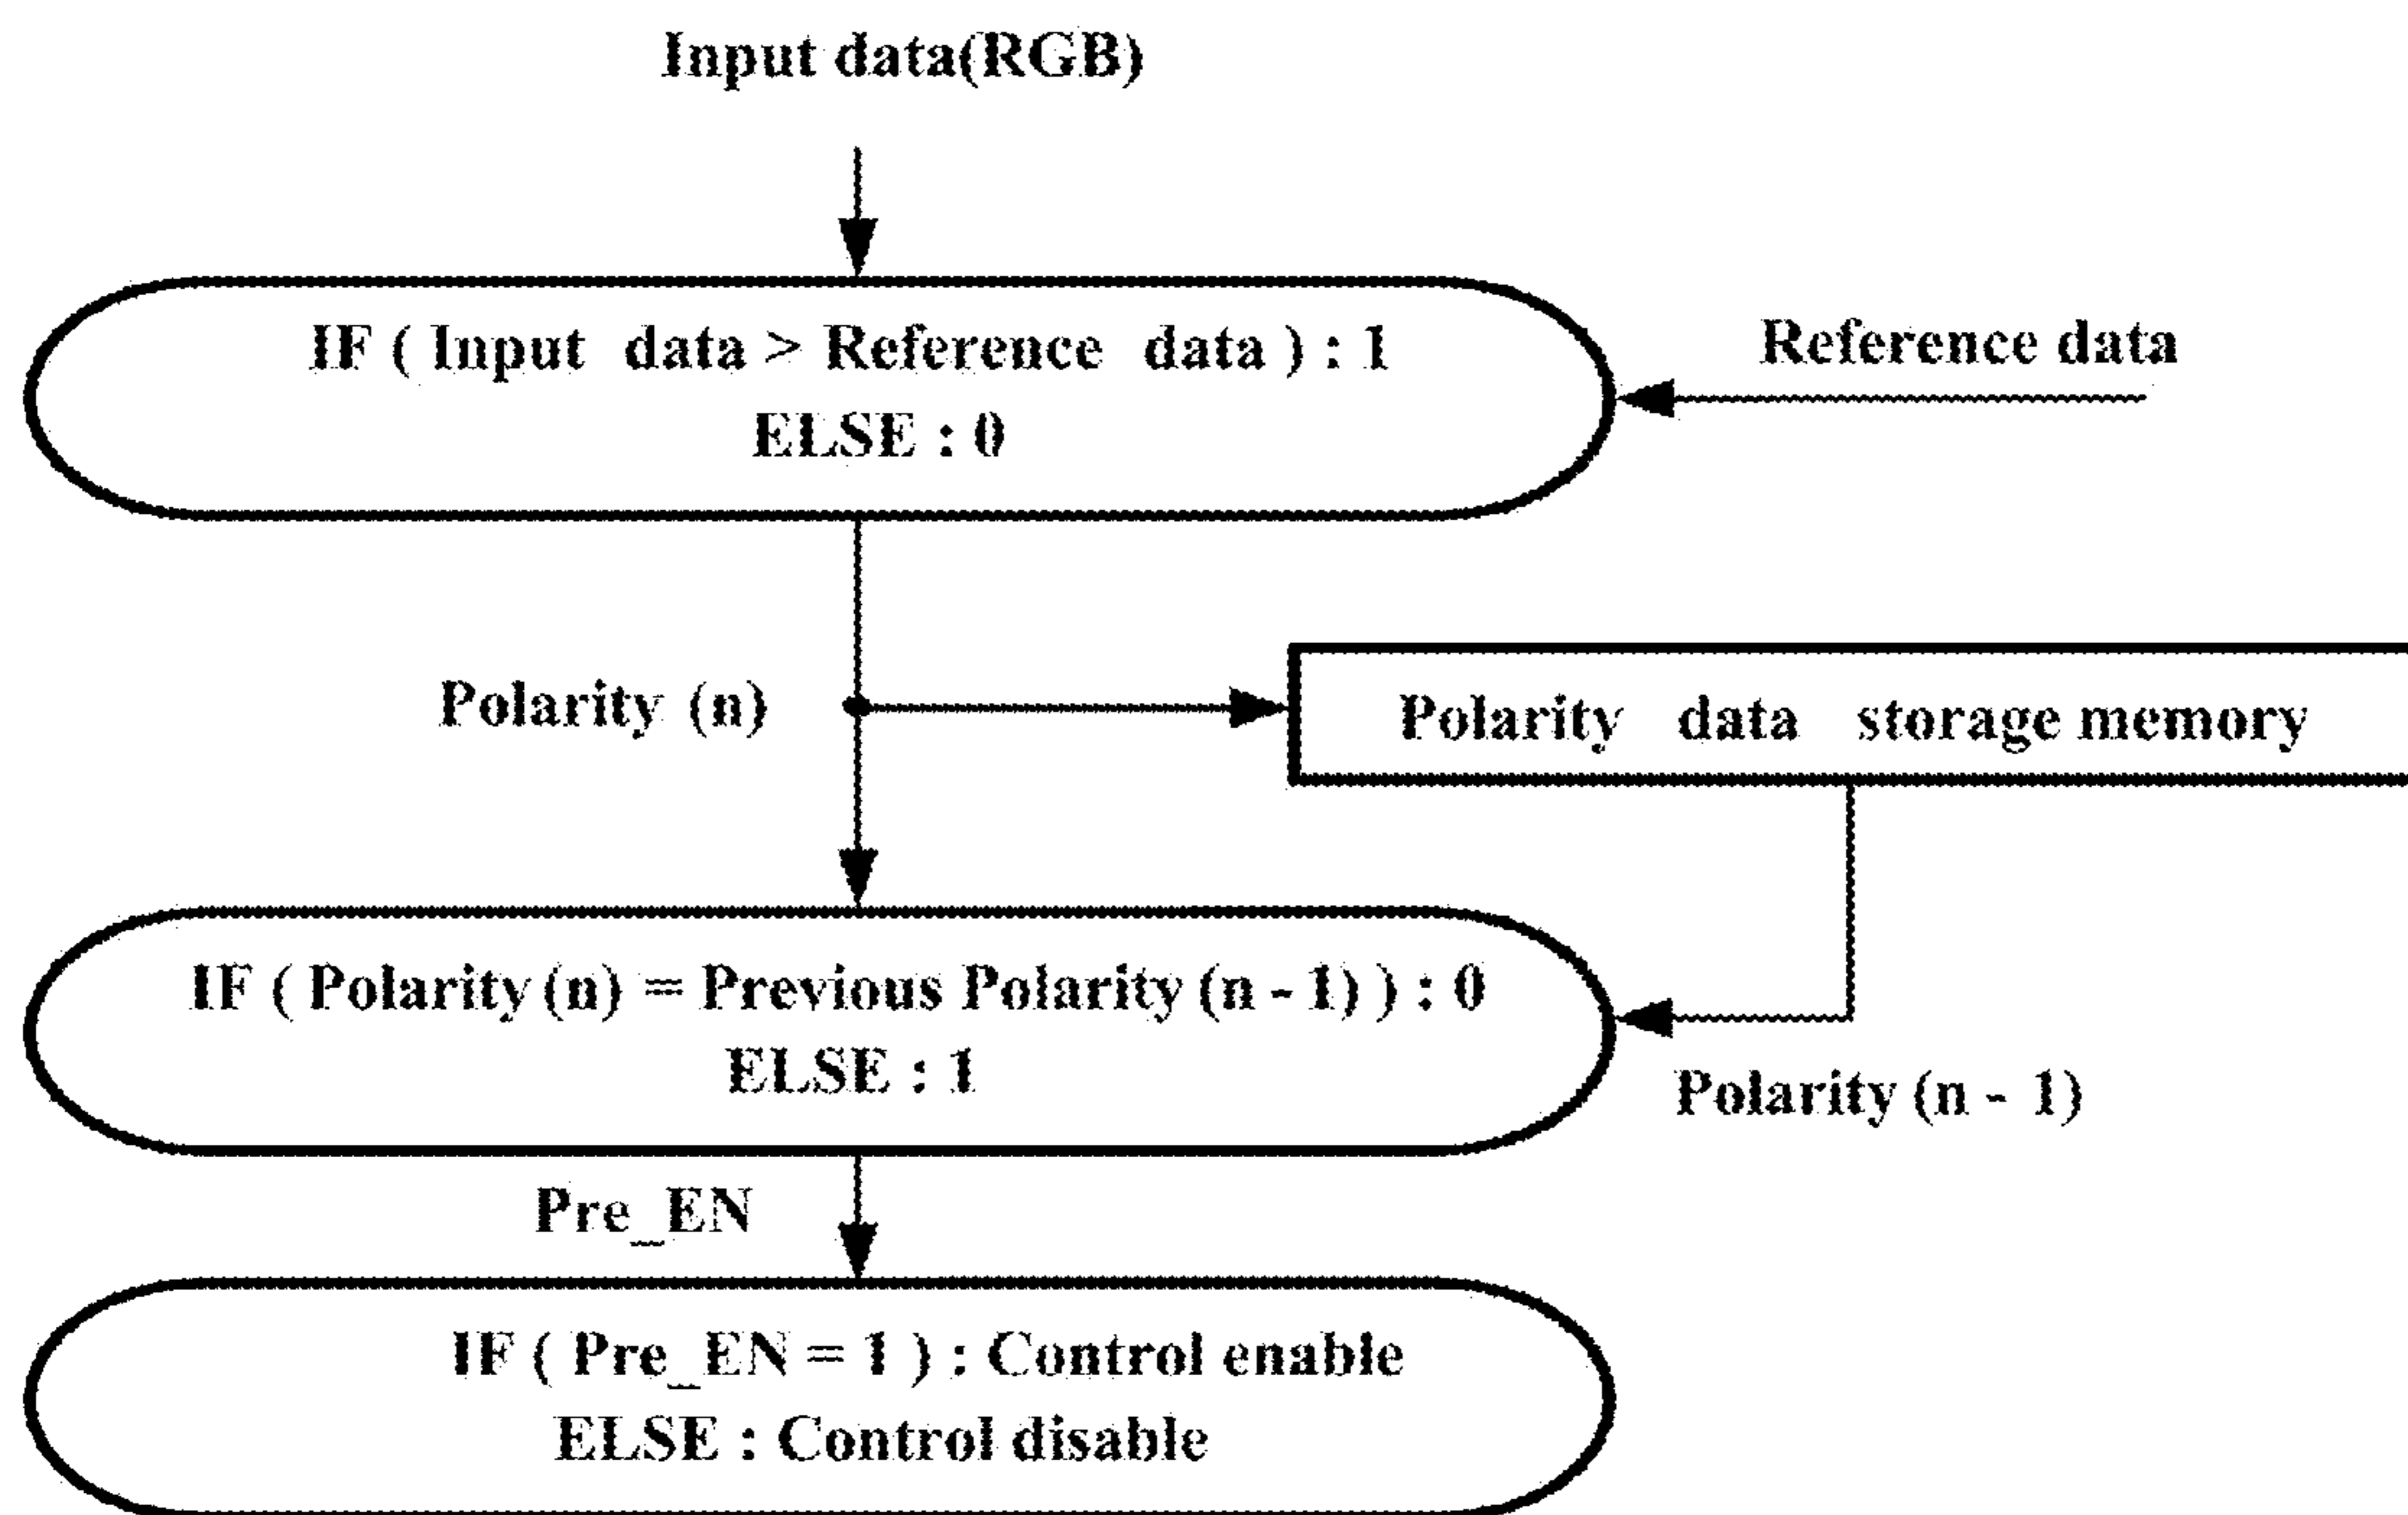 Input data(RGB)
IF ( Input data > Reference data ) : 1
ELSE : 0
Reference data
Polarity (n)
Polarity data storage memory
IF ( Polarity (n) = Previous Polarity (n - 1) ) : 0
ELSE : 1
Polarity (n - 1)
Pre_EN
IF ( Pre_EN = 1 ) : Control enable
ELSE : Control disable